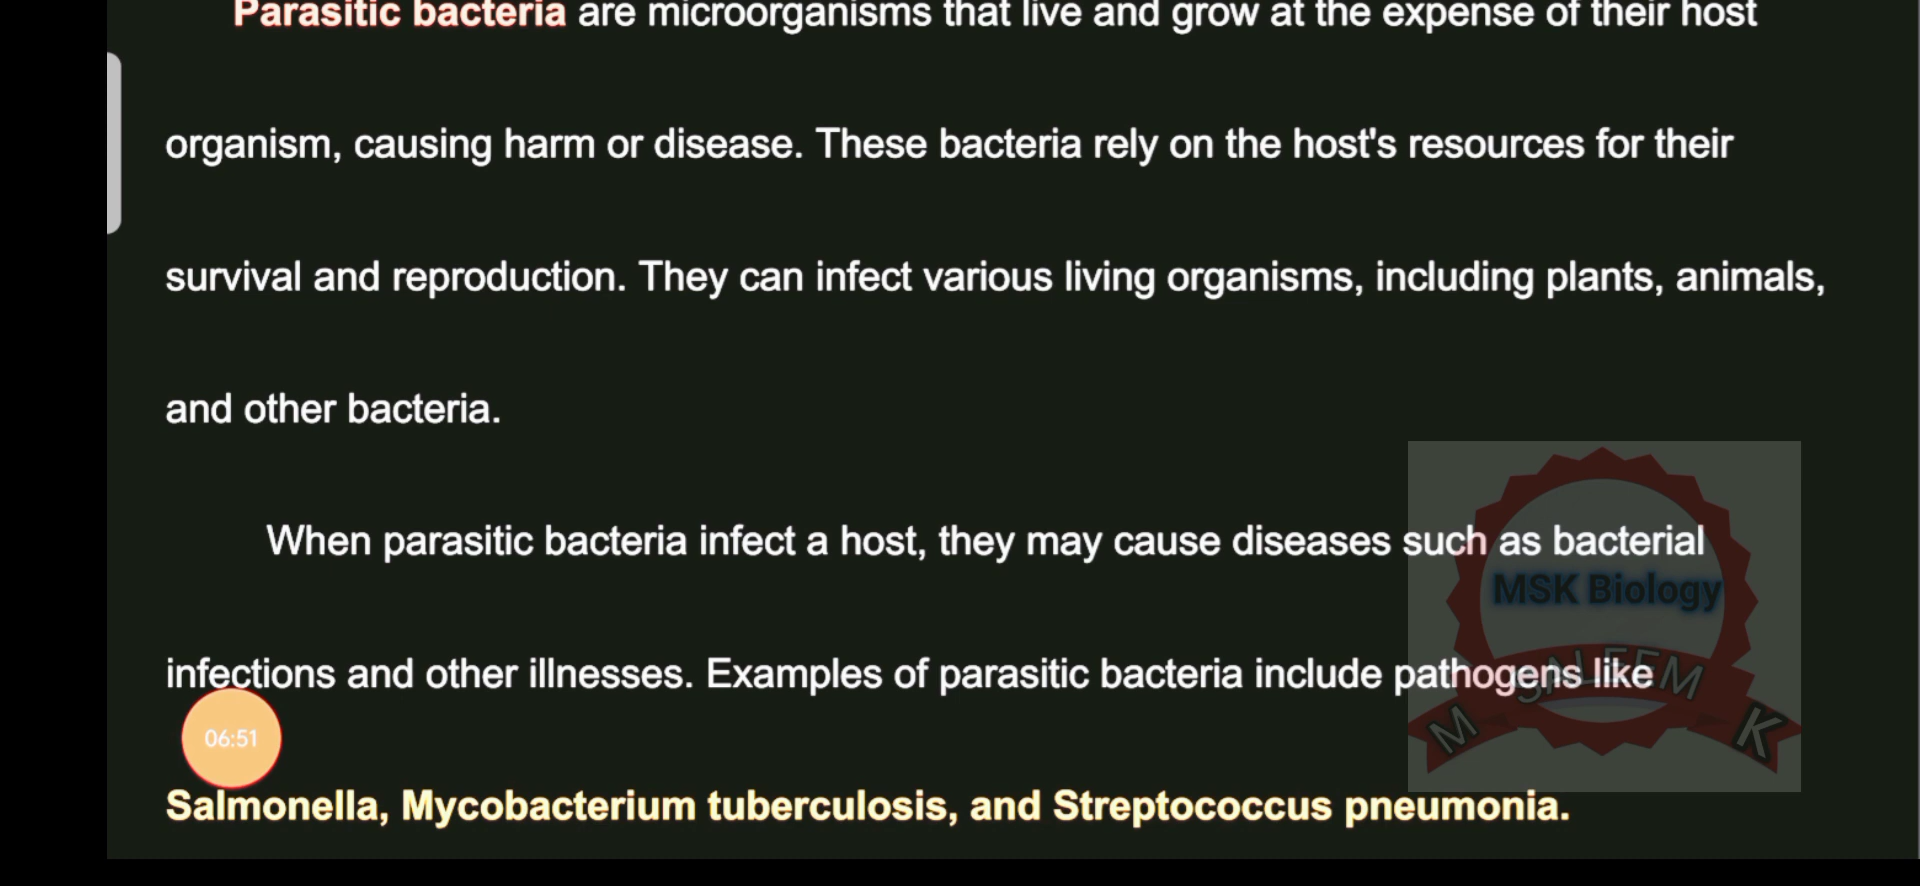 Parasitic bacteria are microorganisms that live and grow at the expense of their host
organism, causing harm or disease. These bacteria rely on the host's resources for their
survival and reproduction. They can infect various living organisms, including plants, animals,
and other bacteria.
When parasitic bacteria infect a host, they may cause diseases such as bacterial
MSK Biology
infections and other illnesses. Examples of parasitic bacteria include pathogens like
M SALEEM K
06:51
Salmonella, Mycobacterium tuberculosis, and Streptococcus pneumonia.